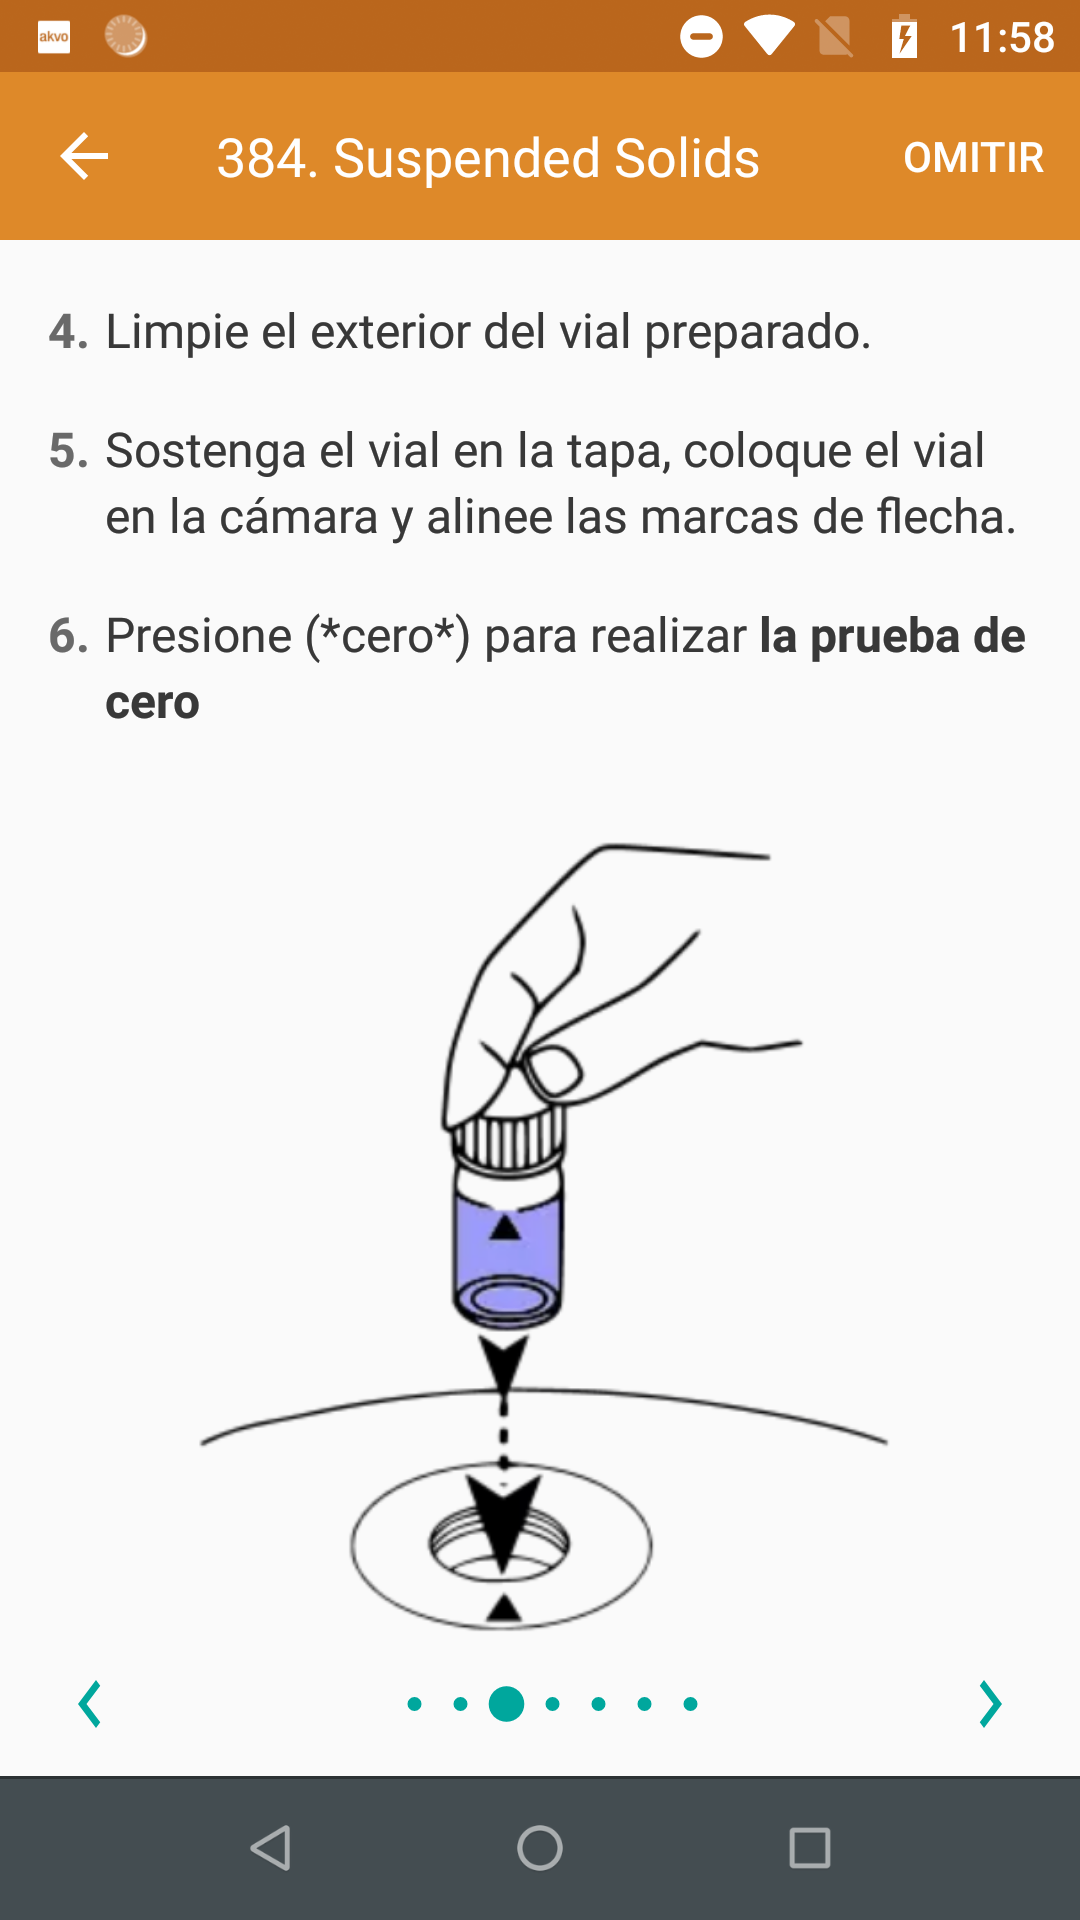 akvo
11:58
384. Suspended Solids
OMITIR
4. Limpie el exterior del vial preparado.
5. Sostenga el vial en la tapa, coloque el vial
en la cámara y alinee las marcas de flecha.
6. Presione (*cero*) para realizar la prueba de
cero